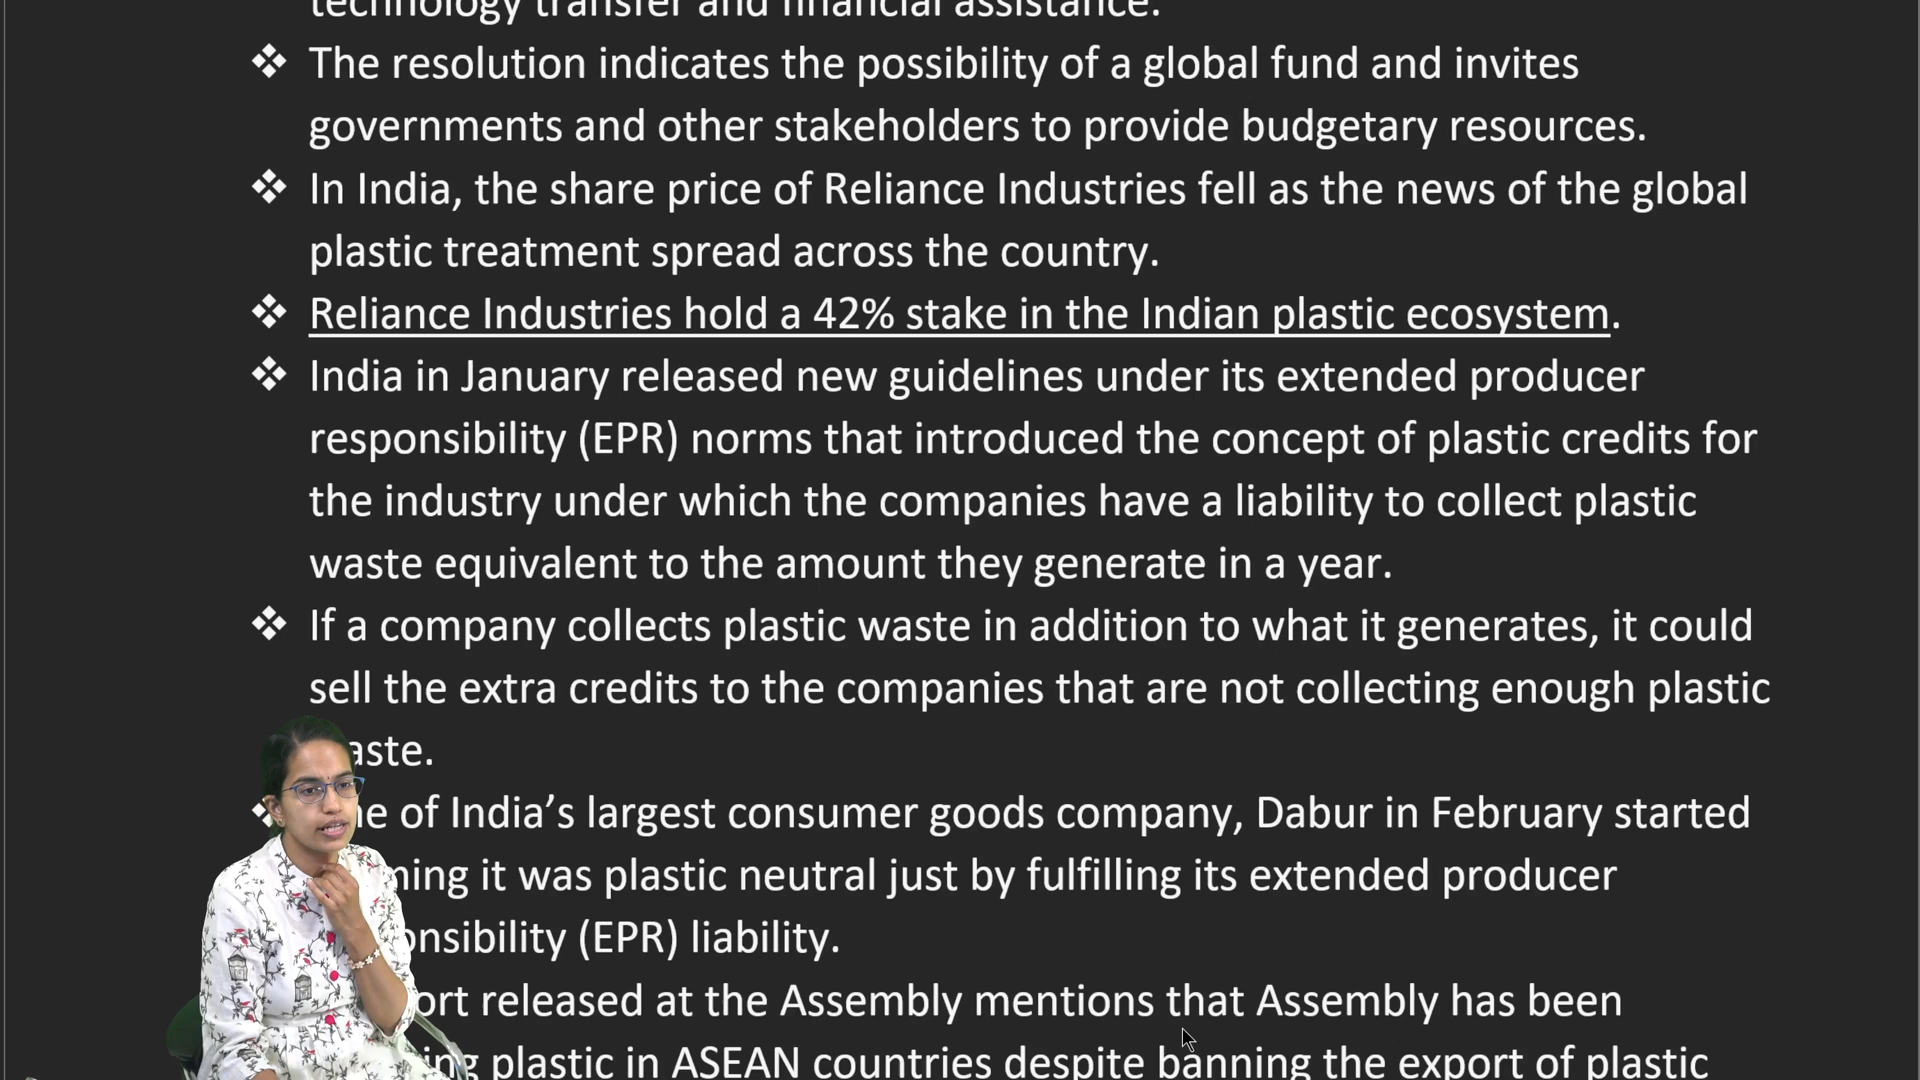 technology transfer and financial assistance.
❖ The resolution indicates the possibility of a global fund and invites
governments and other stakeholders to provide budgetary resources.
❖ In India, the share price of Reliance Industries fell as the news of the global
plastic treatment spread across the country.
❖ Reliance Industries hold a 42% stake in the Indian plastic ecosystem.
❖ India in January released new guidelines under its extended producer
responsibility (EPR) norms that introduced the concept of plastic credits for
the industry under which the companies have a liability to collect plastic
waste equivalent to the amount they generate in a year.
❖ If a company collects plastic waste in addition to what it generates, it could
sell the extra credits to the companies that are not collecting enough plastic
aste.
of India’s largest consumer goods company, Dabur in February started
it was plastic neutral just by fulfilling its extended producer
(EPR) liability.
released at the Assembly mentions that Assembly has been
plastic in ASEAN countries despite banning the export of plastic